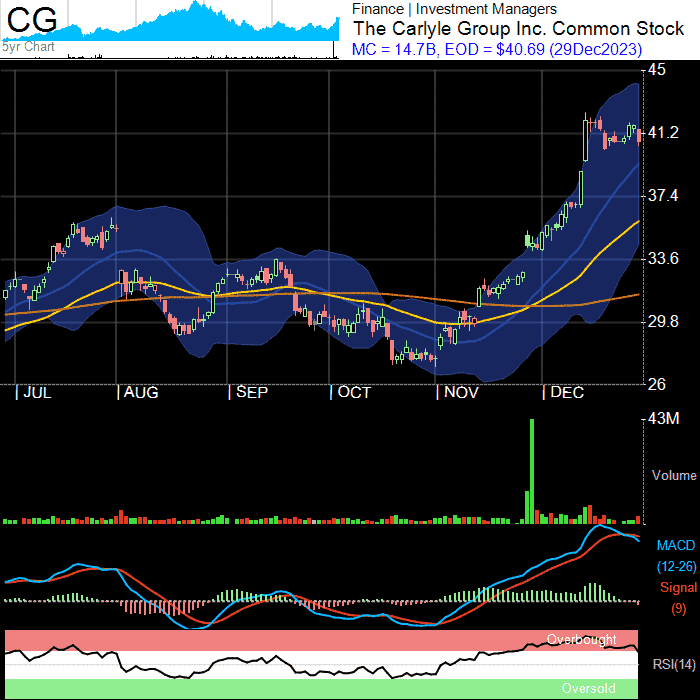 CG
5yr Chart
Finance | Investment Managers
The Carlyle Group Inc. Common Stock
MC = 14.7B, EOD = $40.69 (29Dec2023)
45
41.2
37.4
33.6
29.8
26
JUL AUG SEP OCT NOV DEC
43M
Volume
MACD
(12-26)
Signal
(9)
Overbought
RSI(14)
Oversold